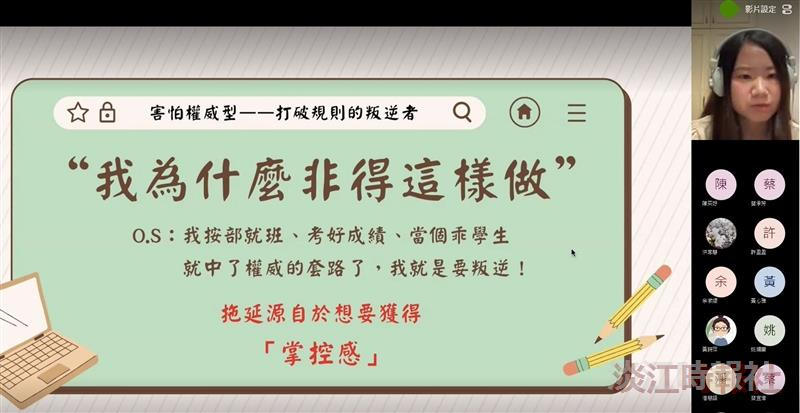 影片設定
害怕權威型——打破規則的叛逆者
“我為什麼非得這樣做”
O.S：我按部就班、考好成績、當個乖學生
就中了權威的套路了，我就是要叛逆！
拖延源自於想要獲得
「掌控感」
陳
蔡
許
許盈盈
余
黃
姚
蔡
淡江時報社